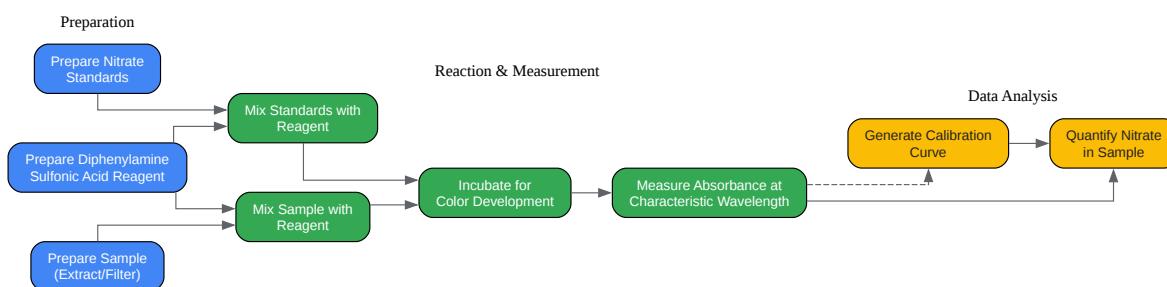 Preparation
Prepare Nitrate
Standards
Prepare Diphenylamine
Sulfonic Acid Reagent
Prepare Sample
(Extract/Filter)
Reaction & Measurement
Mix Standards with
Reagent
Mix Sample with
Reagent
Incubate for
Color Development
Measure Absorbance at
Characteristic Wavelength
Data Analysis
Generate Calibration
Curve
Quantify Nitrate
in Sample